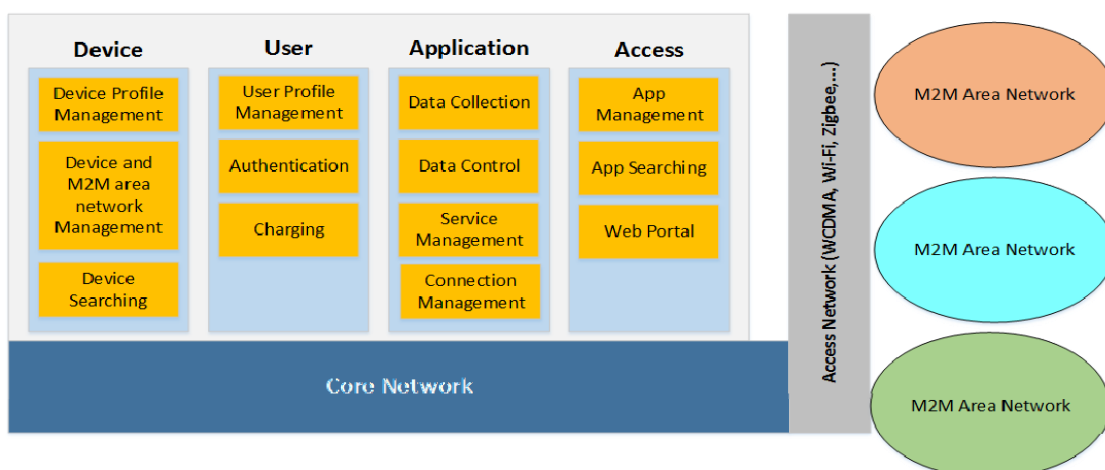 Device
Device Profile
Management
Device and
M2M area
network
Management
Device
Searching
User
User Profile
Management
Authentication
Charging
Application
Data Collection
Data Control
Service
Management
Connection
Management
Access
App
Management
App Searching
Web Portal
Core Network
Access Network (WCDMA, Wi-Fi, Zigbee,...)
M2M Area Network
M2M Area Network
M2M Area Network